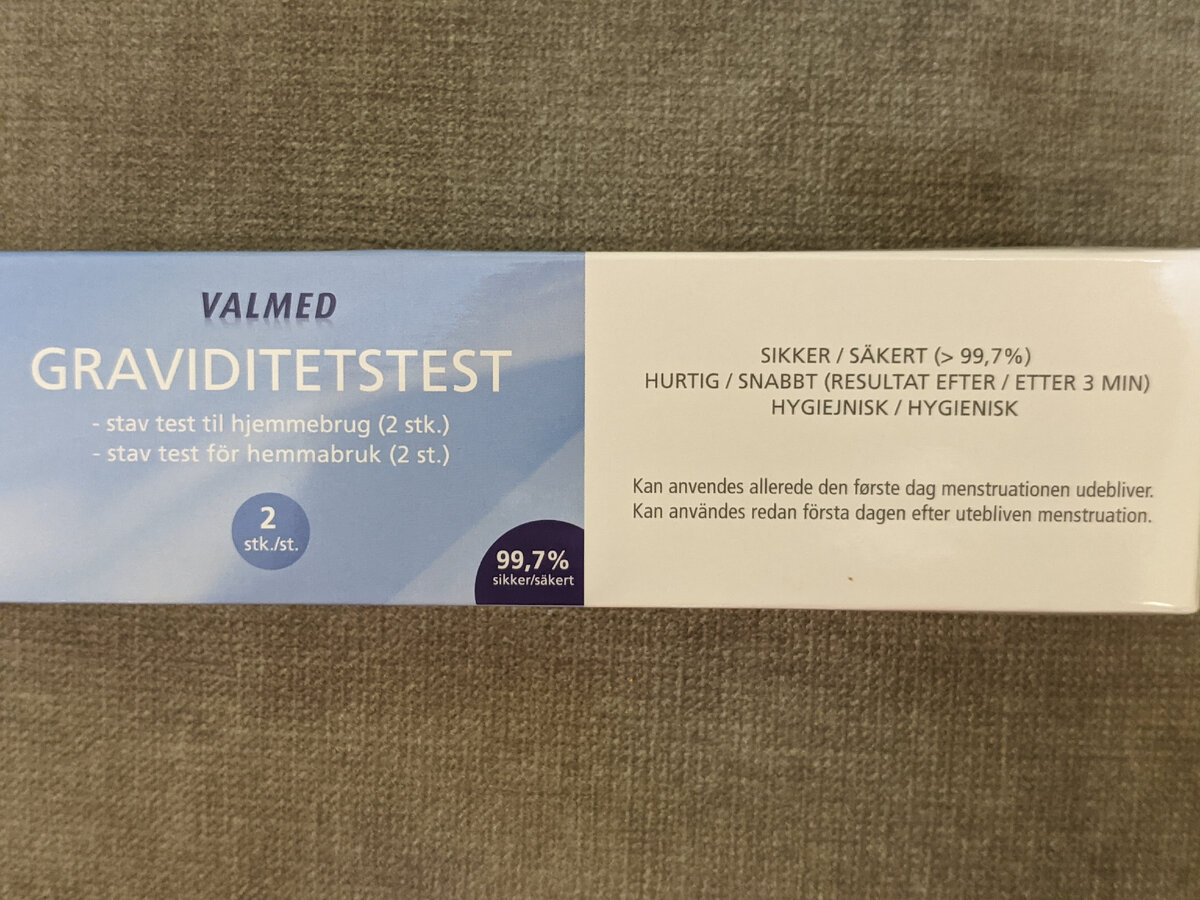 VALMED
GRAVIDITETSTEST
- stav test til hjemmebrug (2 stk.)
- stav test för hemmabruk (2 st.)
2
stk./st.
99,7%
sikker/säkert
SIKKER / SÄKERT (> 99,7%)
HURTIG / SNABBT (RESULTAT EFTER / ETTER 3 MIN)
HYGIEJNISK / HYGIENISK
Kan anvendes allerede den første dag menstruationen udebliver.
Kan användes redan första dagen efter utebliven menstruation.